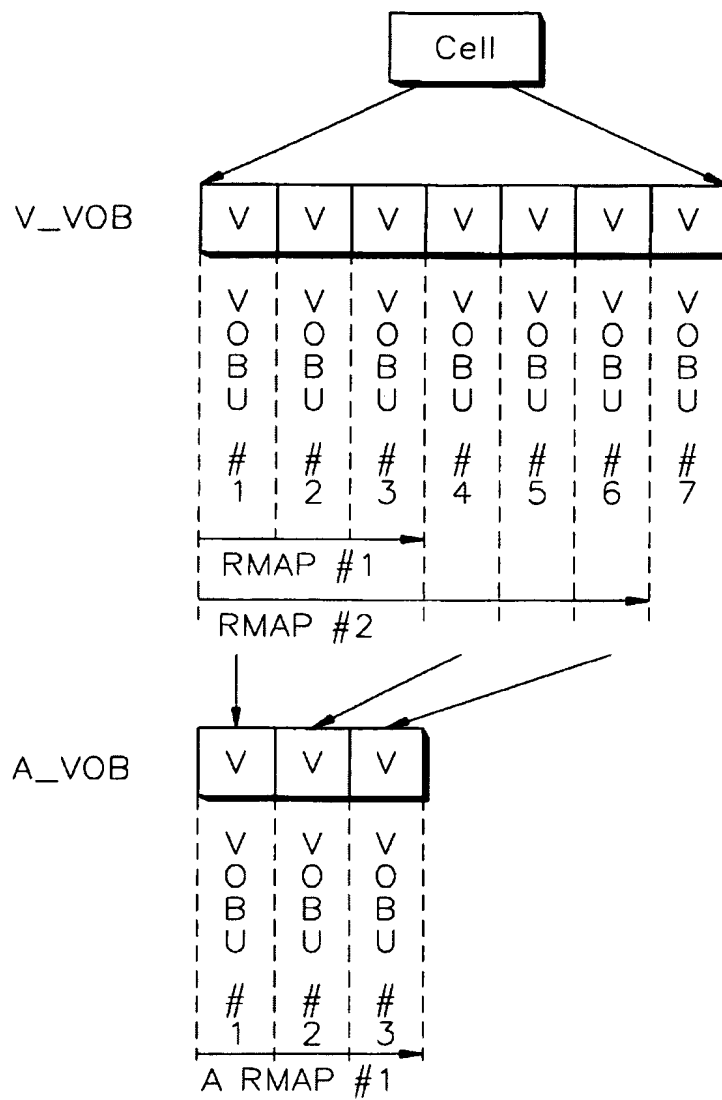 Cell
V_VOB
V V V V V V V
VOBU #1
VOBU #2
VOBU #3
VOBU #4
VOBU #5
VOBU #6
VOBU #7
RMAP #1
RMAP #2
A_VOB
V V V
VOBU #1
VOBU #2
VOBU #3
A RMAP #1